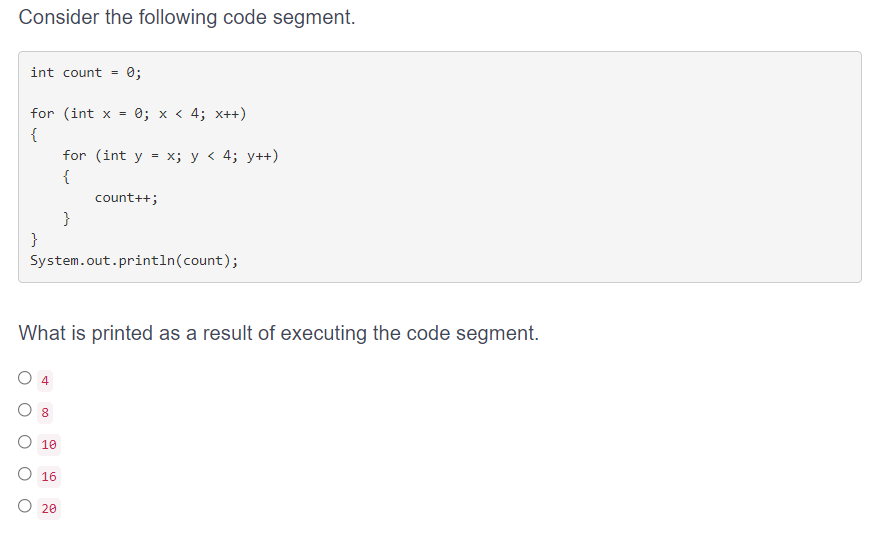 Consider the following code segment.
int count = 0;
for (int x = 0; x < 4; x++)
{
    for (int y = x; y < 4; y++)
    {
        count++;
    }
}
System.out.println(count);
What is printed as a result of executing the code segment.
4
8
10
16
20